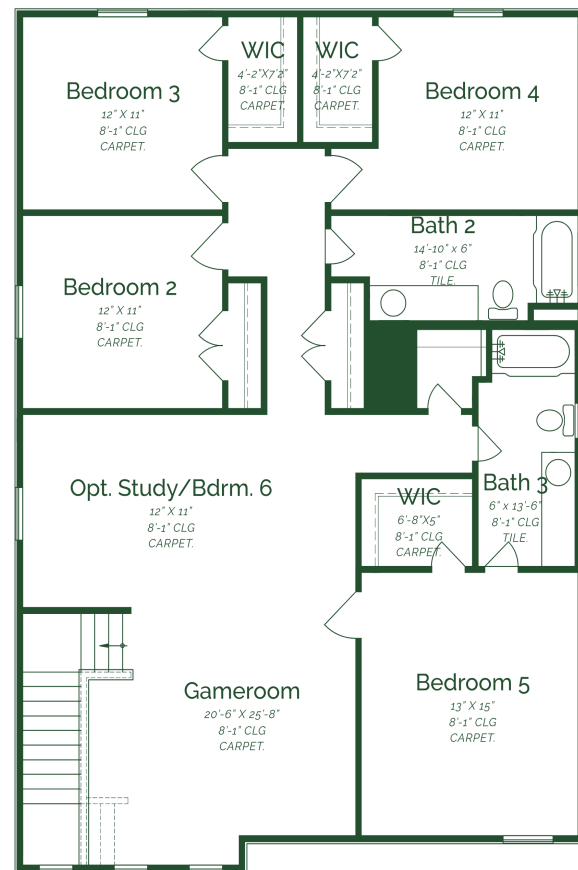 WIC
4'-2"X7'2"
8'-1" CLG
CARPET.
WIC
4'-2"X7'2"
8'-1" CLG
CARPET.
Bedroom 3
12" X 11"
8'-1" CLG
CARPET.
Bedroom 4
12" X 11"
8'-1" CLG
CARPET.
Bath 2
14'-10" x 6"
8'-1" CLG
TILE.
Bedroom 2
12" X 11"
8'-1" CLG
CARPET.
Opt. Study/Bdrm. 6
12" X 11"
8'-1" CLG
CARPET.
WIC
6'-8"X5"
8'-1" CLG
CARPET.
Bath 3
6" x 13'-6"
8'-1" CLG
TILE.
Gameroom
20'-6" X 25'-8"
8'-1" CLG
CARPET.
Bedroom 5
13" X 15"
8'-1" CLG
CARPET.